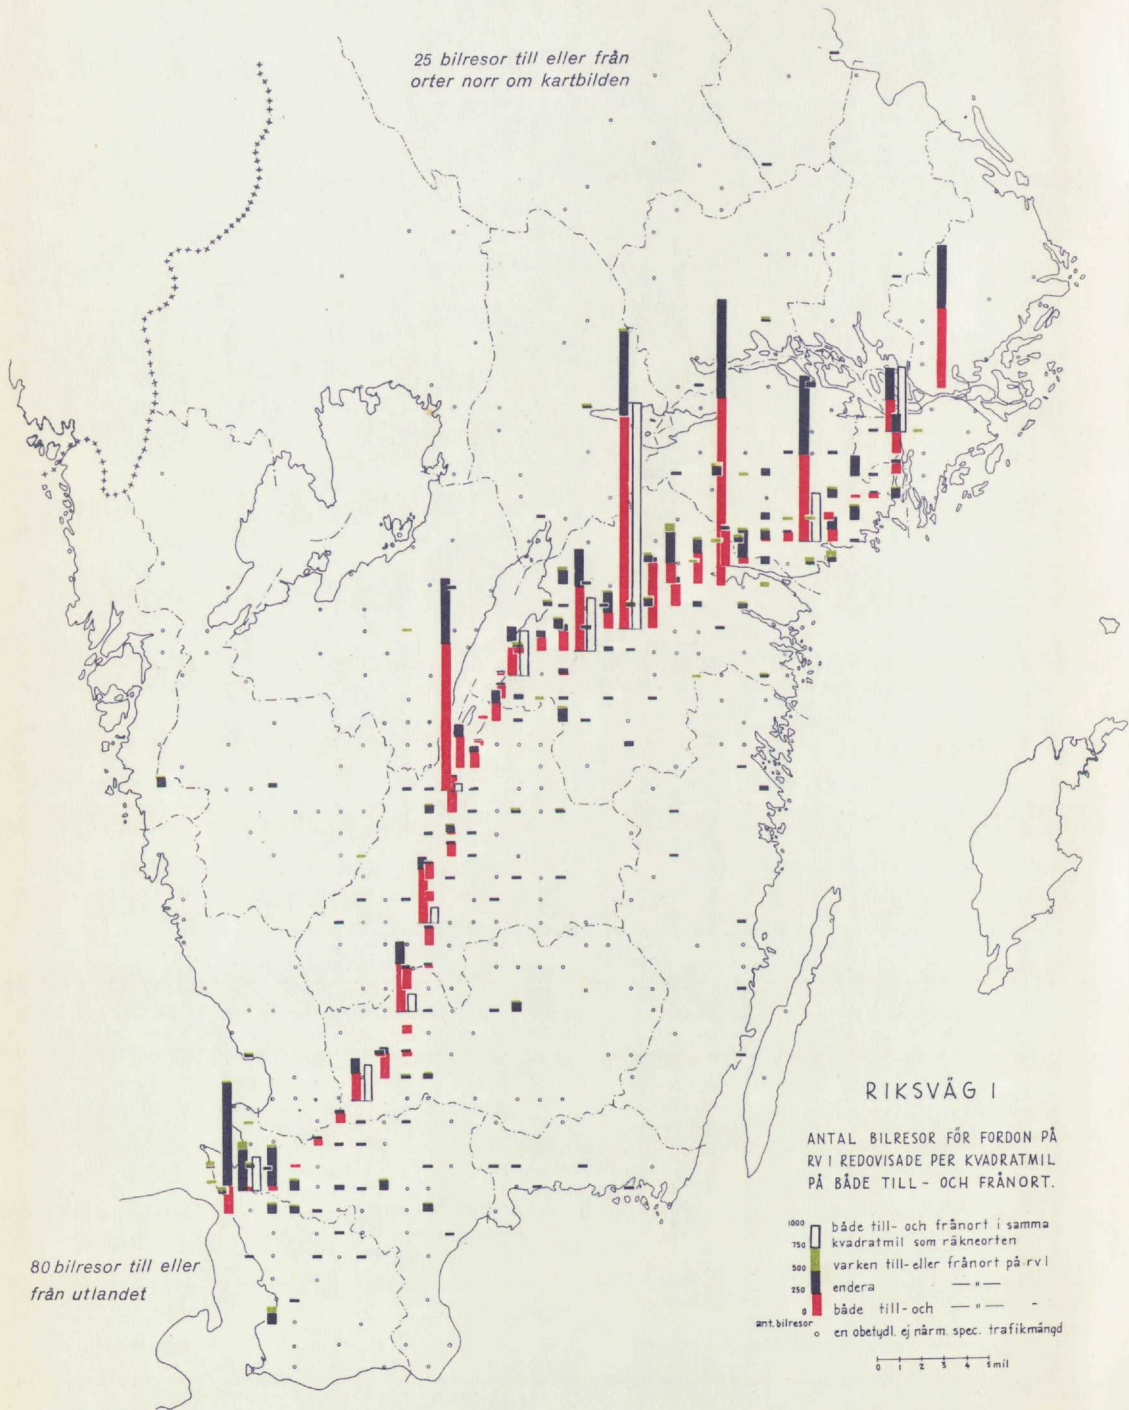 25 bilresor till eller från
orter norr om kartbilden
RIKSVÄG 1
ANTAL BILRESOR FÖR FORDON PÅ
RV 1 REDOVISADE PER KVADRATMIL
PÅ BÅDE TILL- OCH FRÅNORT.
1000 både till- och frånort i samma
750 kvadratmil som räkneorten
500 varken till- eller frånort på rv 1
250 endera — " —
0 både till- och — " — -
ant. bilresor
en obetydl. ej närm. spec. trafikmängd
0 1 2 3 4 5 mil
80 bilresor till eller
från utlandet